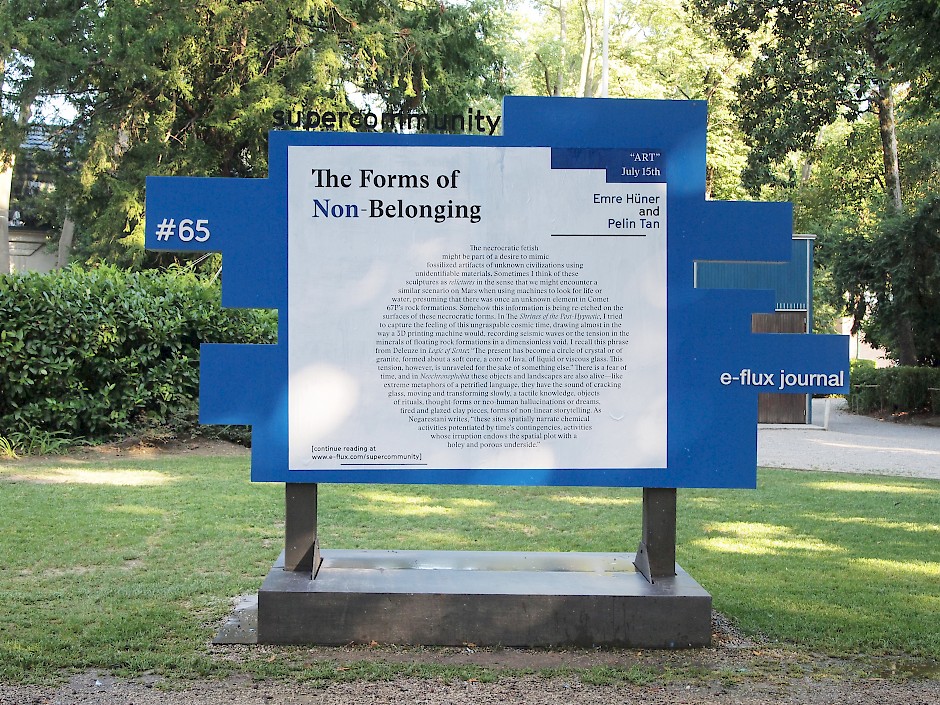 supercommunity
"ART"
July 15th
The Forms of
Non-Belonging
Emre Hüner
and
Pelin Tan
#65
The necrocratic fetish
might be part of a desire to mimic
fossilized artifacts of unknown civilizations using
unidentifiable materials. Sometimes I think of these
sculptures as relictures in the sense that we might encounter a
similar scenario on Mars when using machines to look for life or
water, presuming that there was once an unknown element in Comet
67P's rock formations. Somehow this information is being re-etched on the
surfaces of these necrocratic forms. In The Shrines of the Post-Hypnotic, I tried
to capture the feeling of this ungraspable cosmic time, drawing almost in the
way a 3D printing machine would, recording seismic waves or the tension in the
minerals of floating rock formations in a dimensionless void. I recall this phrase
from Deleuze in Logic of Sense: "The present has become a circle of crystal or of
granite, formed about a soft core, a core of lava, of liquid or viscous glass. This
tension, however, is unraveled for the sake of something else." There is a fear of
time, and in Neochronophobia these objects and landscapes are also alive—like
extreme metaphors of a petrified language, they have the sound of cracking
glass, moving and transforming slowly, a tactile knowledge, objects
of rituals, thought-forms or neo-human hallucinations or dreams,
fired and glazed clay pieces, forms of non-linear storytelling. As
Negarestani writes, "these sites spatially narrate chemical
activities potentiated by time's contingencies, activities
whose irruption endows the spatial plot with a
holey and porous underside."
[continue reading at
www.e-flux.com/supercommunity]
e-flux journal